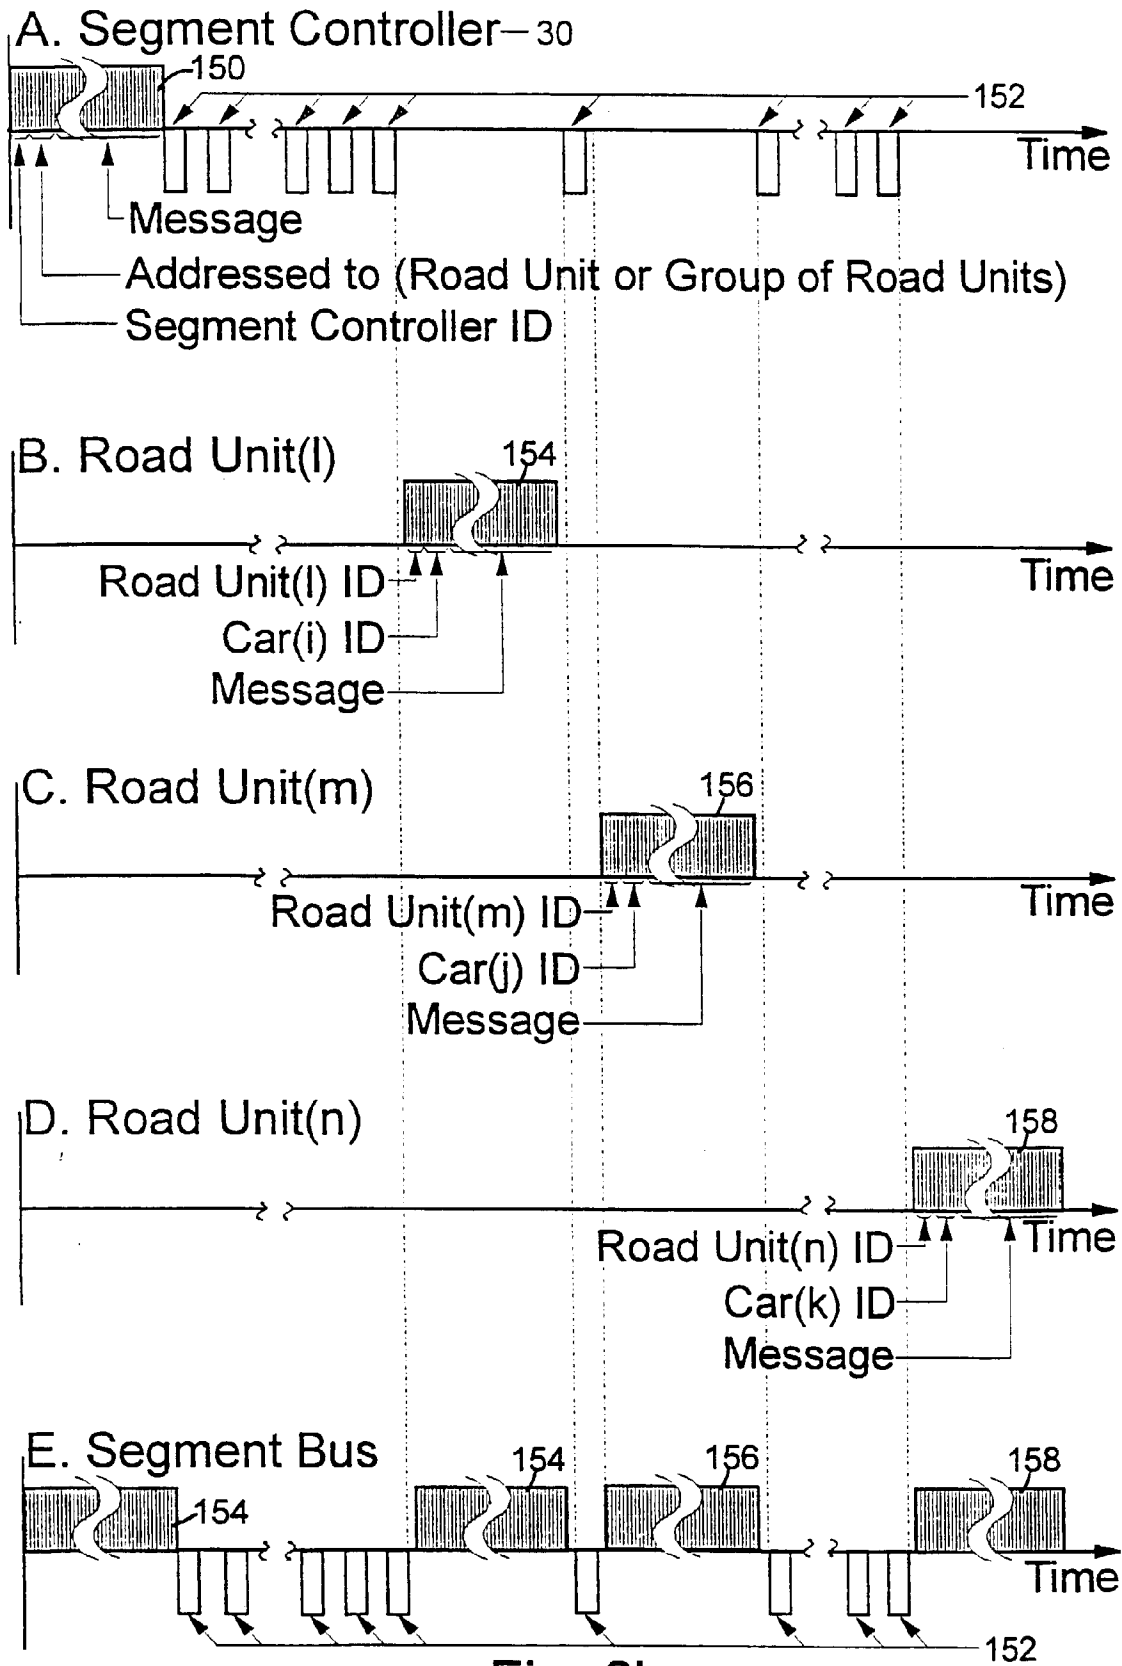 A. Segment Controller – 30
150
152
Time
Message
Addressed to (Road Unit or Group of Road Units)
Segment Controller ID
B. Road Unit(l)
154
Time
Road Unit(l) ID
Car(i) ID
Message
C. Road Unit(m)
156
Time
Road Unit(m) ID
Car(j) ID
Message
D. Road Unit(n)
158
Time
Road Unit(n) ID
Car(k) ID
Message
E. Segment Bus
154
154
156
158
Time
152